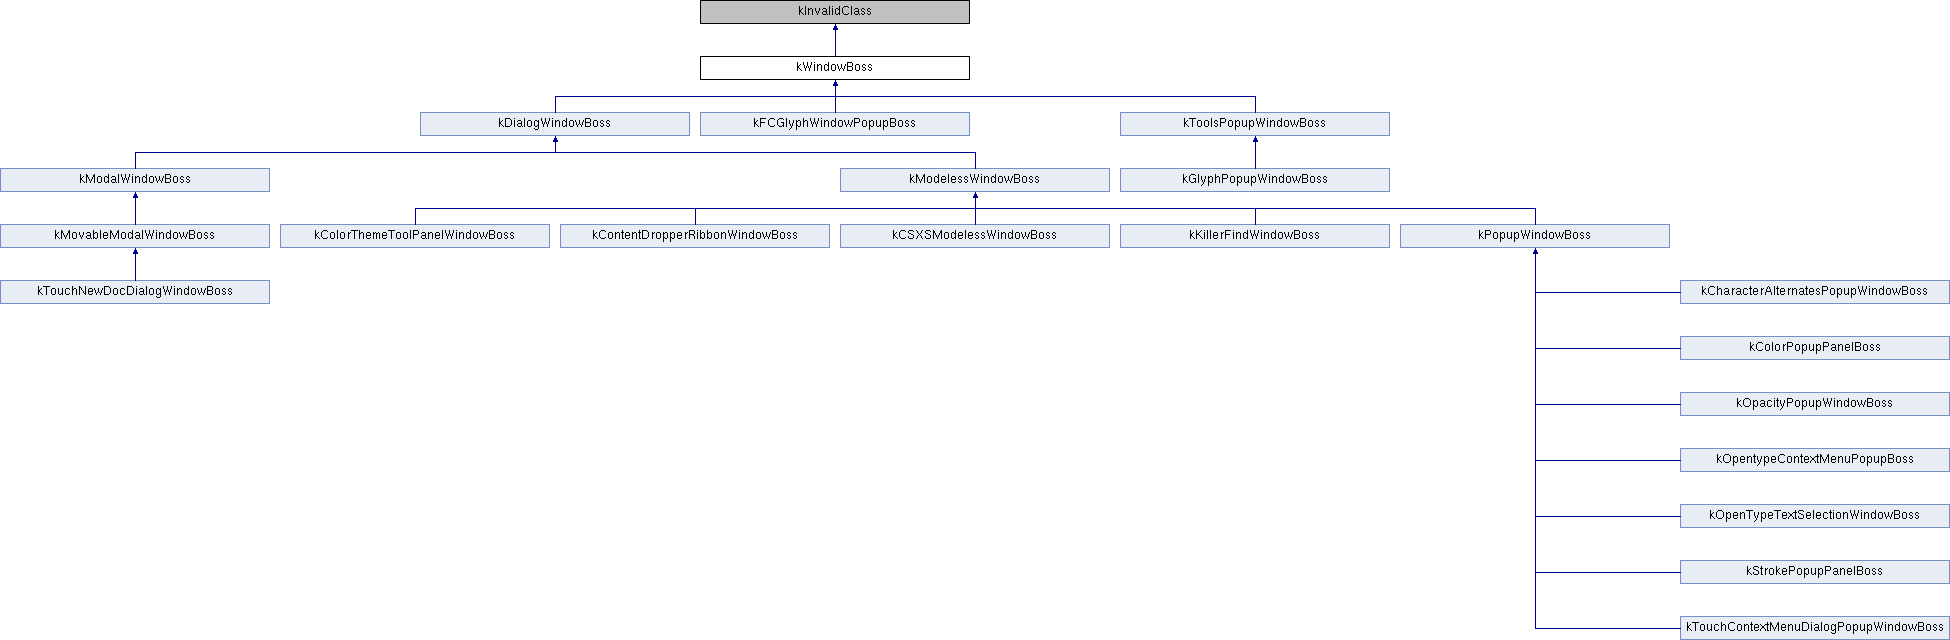 kInvalidClass
kWindowBoss
kDialogWindowBoss
kFCGlyphWindowPopupBoss
kToolsPopupWindowBoss
kModalWindowBoss
kModelessWindowBoss
kGlyphPopupWindowBoss
kMovableModalWindowBoss
kColorThemeToolPanelWindowBoss
kContentDropperRibbonWindowBoss
kCSXSModelessWindowBoss
kKillerFindWindowBoss
kPopupWindowBoss
kTouchNewDocDialogWindowBoss
kCharacterAlternatesPopupWindowBoss
kColorPopupPanelBoss
kOpacityPopupWindowBoss
kOpentypeContextMenuPopupBoss
kOpenTypeTextSelectionWindowBoss
kStrokePopupPanelBoss
kTouchContextMenuDialogPopupWindowBoss